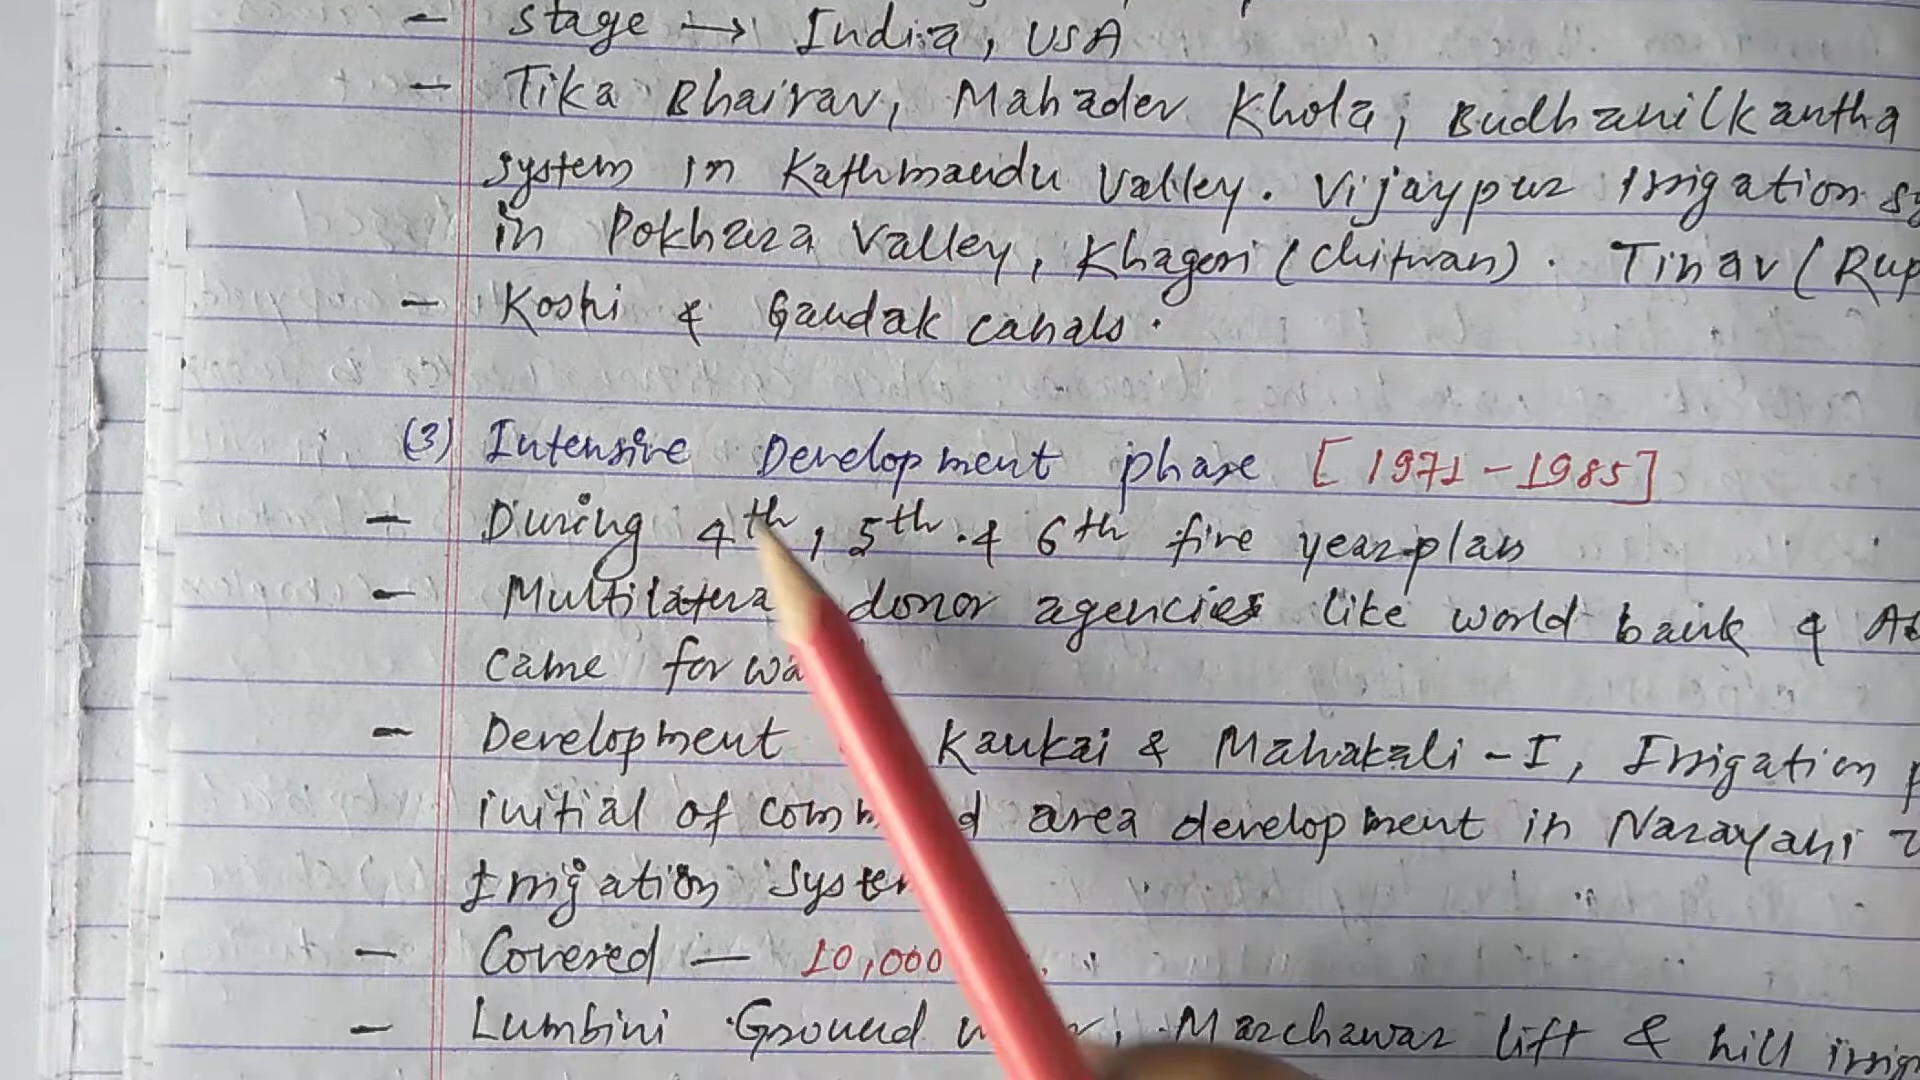 - stage → India, USA
- Tika Bhairav, Mahadev Khola, Budhanilkantha
system in Kathmandu Valley. Vijaypur Irrigation
in Pokhara Valley, Khageri (Chitwan). Tinav (Rup
- Koshi & Gandak canals.
(3) Intensive Development phase [1971-1985]
- During 4th, 5th & 6th five year plan
- Multilateral donor agencies like world bank &
came
- Development Kankai & Mahakali-I, Irrigation
initial of area development in Narayani
Irrigation
- Covered — 10,000
- Lumbini Ground , Marchawar lift & hill